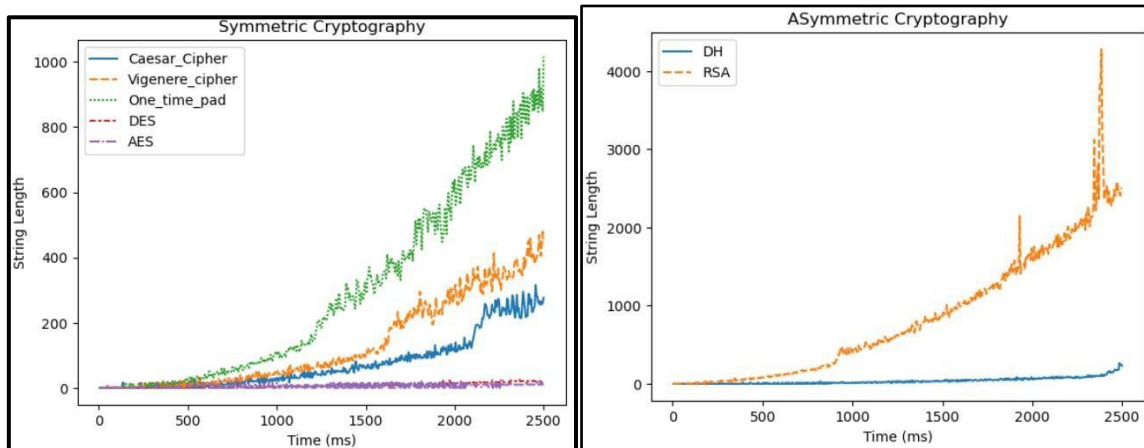 Symmetric Cryptography
1000
800
600
400
200
0
String Length
Caesar_Cipher
Vigenere_cipher
One_time_pad
DES
AES
0 500 1000 1500 2000 2500
Time (ms)
ASymmetric Cryptography
4000
3000
2000
1000
0
String Length
DH
RSA
0 500 1000 1500 2000 2500
Time (ms)